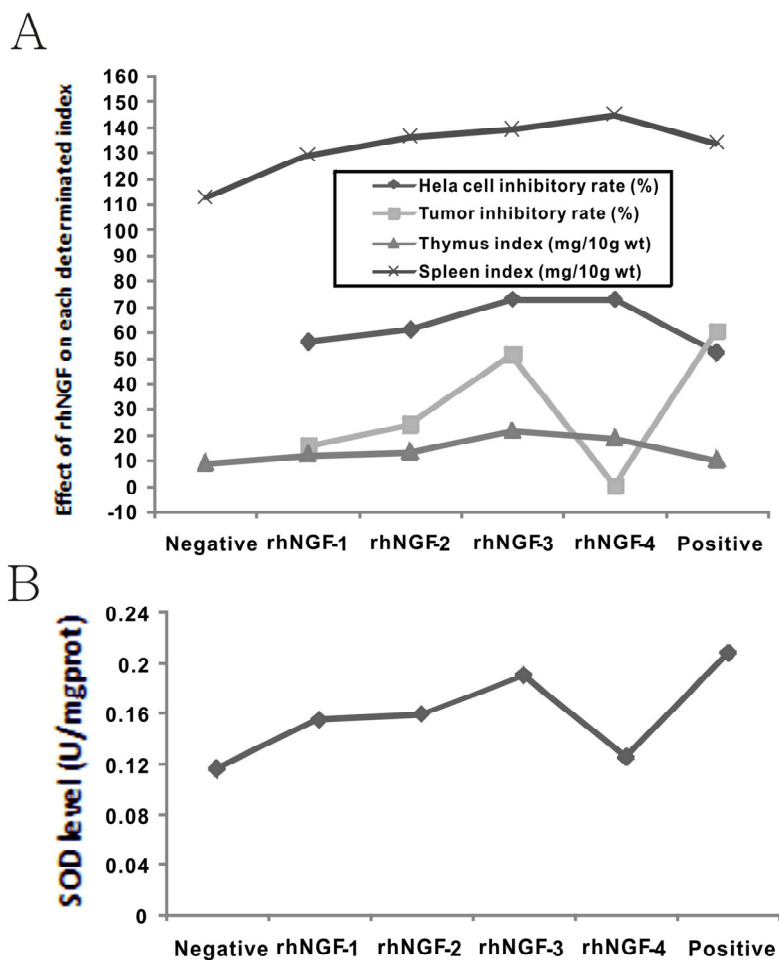 A
Effect of rhNGF on each determinated index
160
150
140
130
120
110
100
90
80
70
60
50
40
30
20
10
0
-10
Hela cell inhibitory rate (%)
Tumor inhibitory rate (%)
Thymus index (mg/10g wt)
Spleen index (mg/10g wt)
Negative rhNGF-1 rhNGF-2 rhNGF-3 rhNGF-4 Positive
B
SOD level (U/mgprot)
0.24
0.2
0.16
0.12
0.08
0.04
0
Negative rhNGF-1 rhNGF-2 rhNGF-3 rhNGF-4 Positive